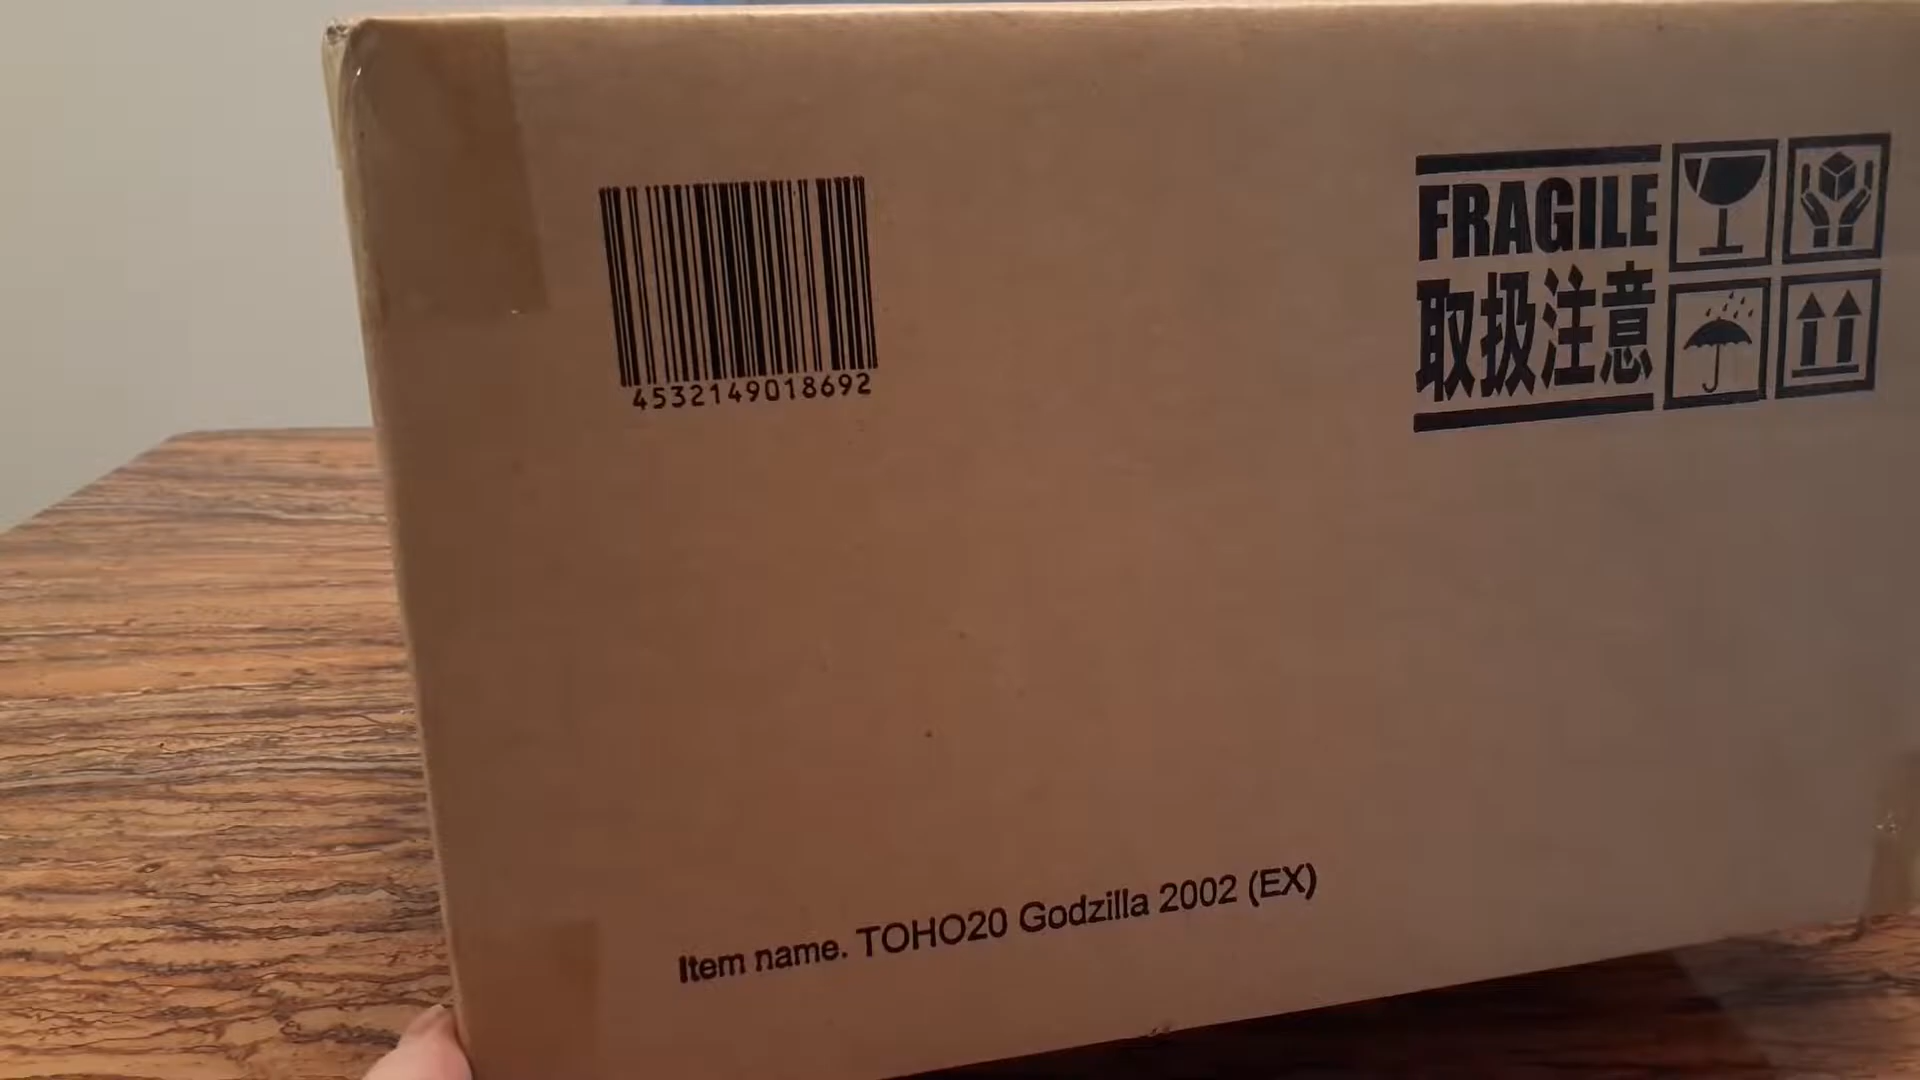 4532149018692
FRAGILE
取扱注意
Item name. TOHO20 Godzilla 2002 (EX)